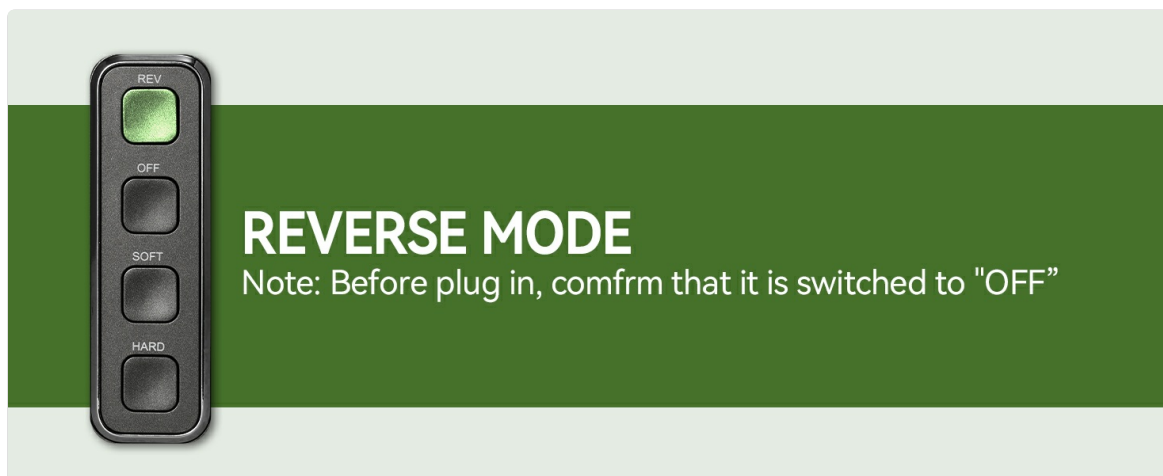 REV
OFF
SOFT
HARD
REVERSE MODE
Note: Before plug in, comfrm that it is switched to "OFF”